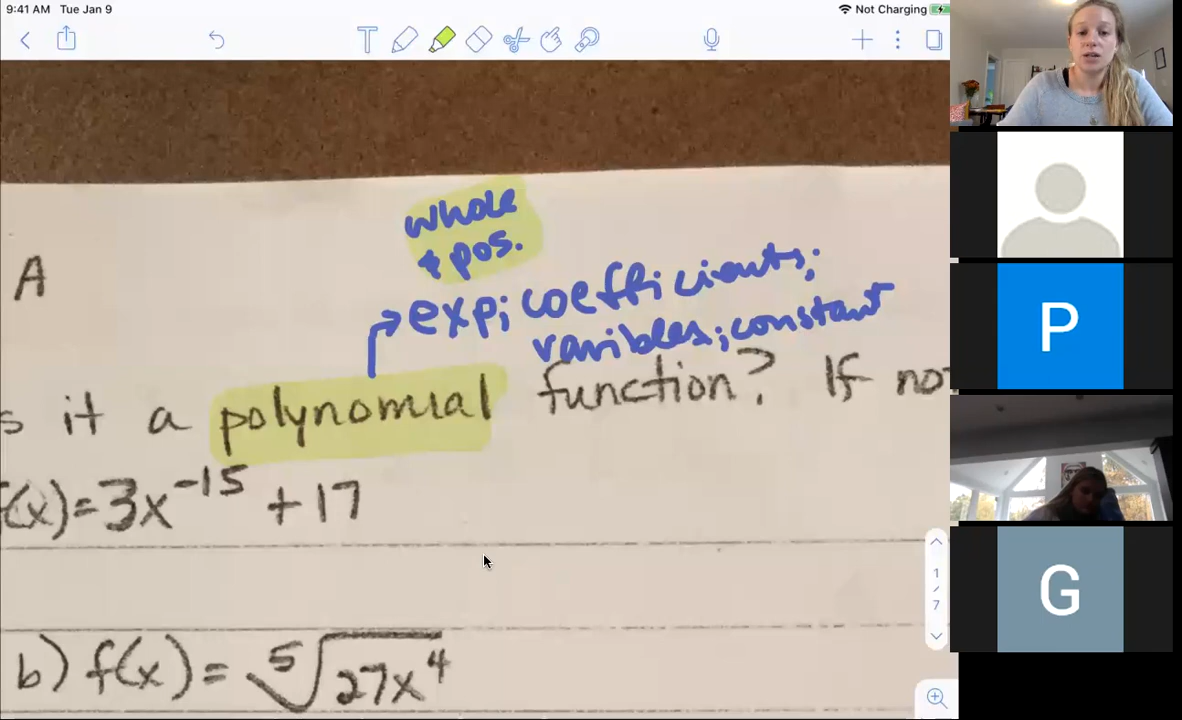 9:41 AM Tue Jan 9
Not Charging
whole
& pos.
A
exp; coefficients;
varibles; constant
s it a polynomial function? If no
(x)=3x⁻¹⁵ +17
b) f(x) = ⁵√27x⁴
1
/
7
P
G